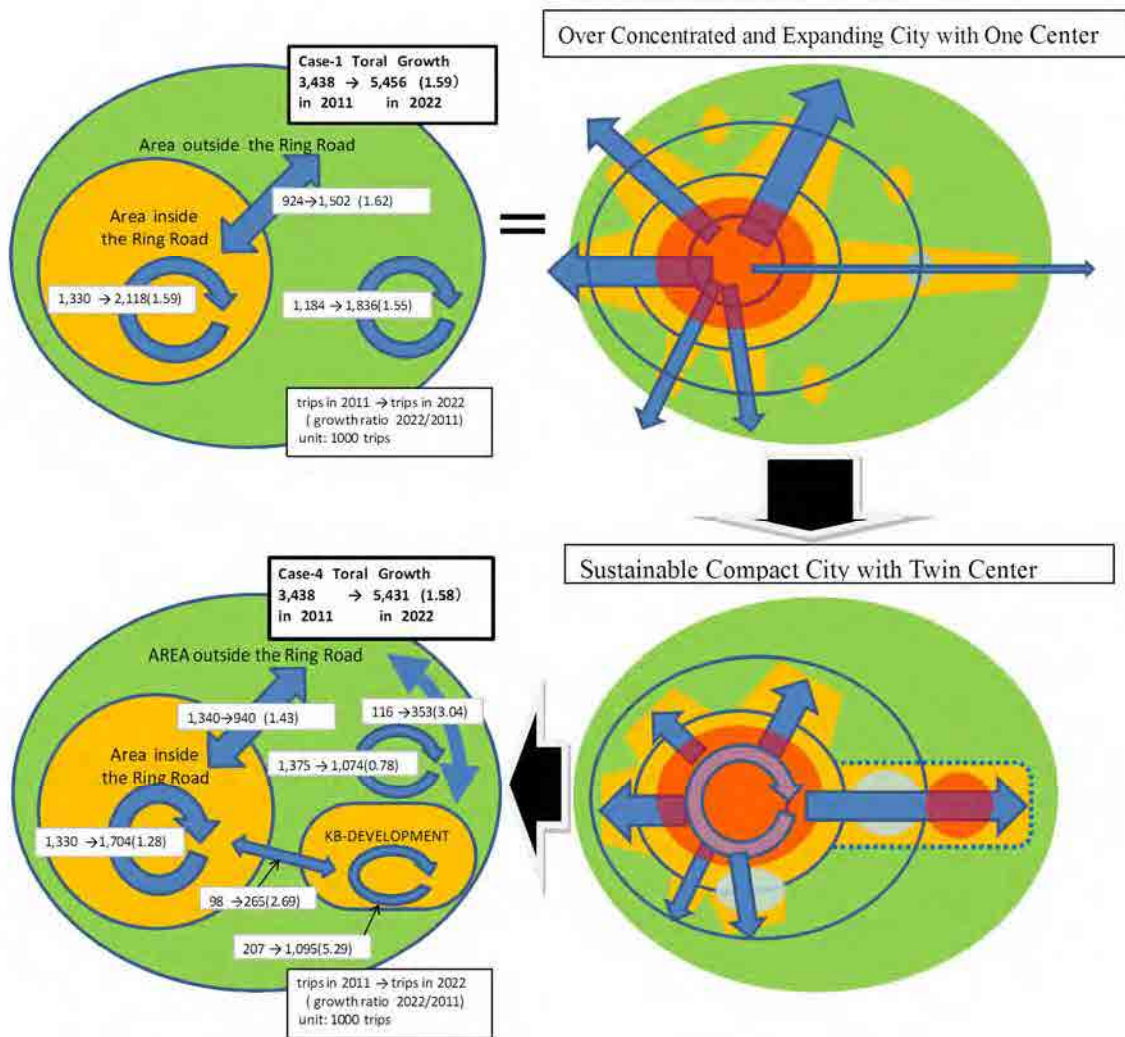 Over Concentrated and Expanding City with One Center
Case-1 Toral Growth
3,438 → 5,456 (1.59)
in 2011 in 2022
Area outside the Ring Road
924→1,502 (1.62)
Area inside
the Ring Road
1,330 → 2,118(1.59)
1,184 → 1,836(1.55)
trips in 2011 → trips in 2022
( growth ratio 2022/2011)
unit: 1000 trips
=
Sustainable Compact City with Twin Center
Case-4 Toral Growth
3,438 → 5,431 (1.58)
in 2011 in 2022
AREA outside the Ring Road
1,340→940 (1.43)
116 →353(3.04)
Area inside
the Ring Road
1,375 → 1,074(0.78)
1,330 → 1,704(1.28)
KB-DEVELOPMENT
98 →265(2.69)
207 → 1,095(5.29)
trips in 2011 → trips in 2022
( growth ratio 2022/2011)
unit: 1000 trips